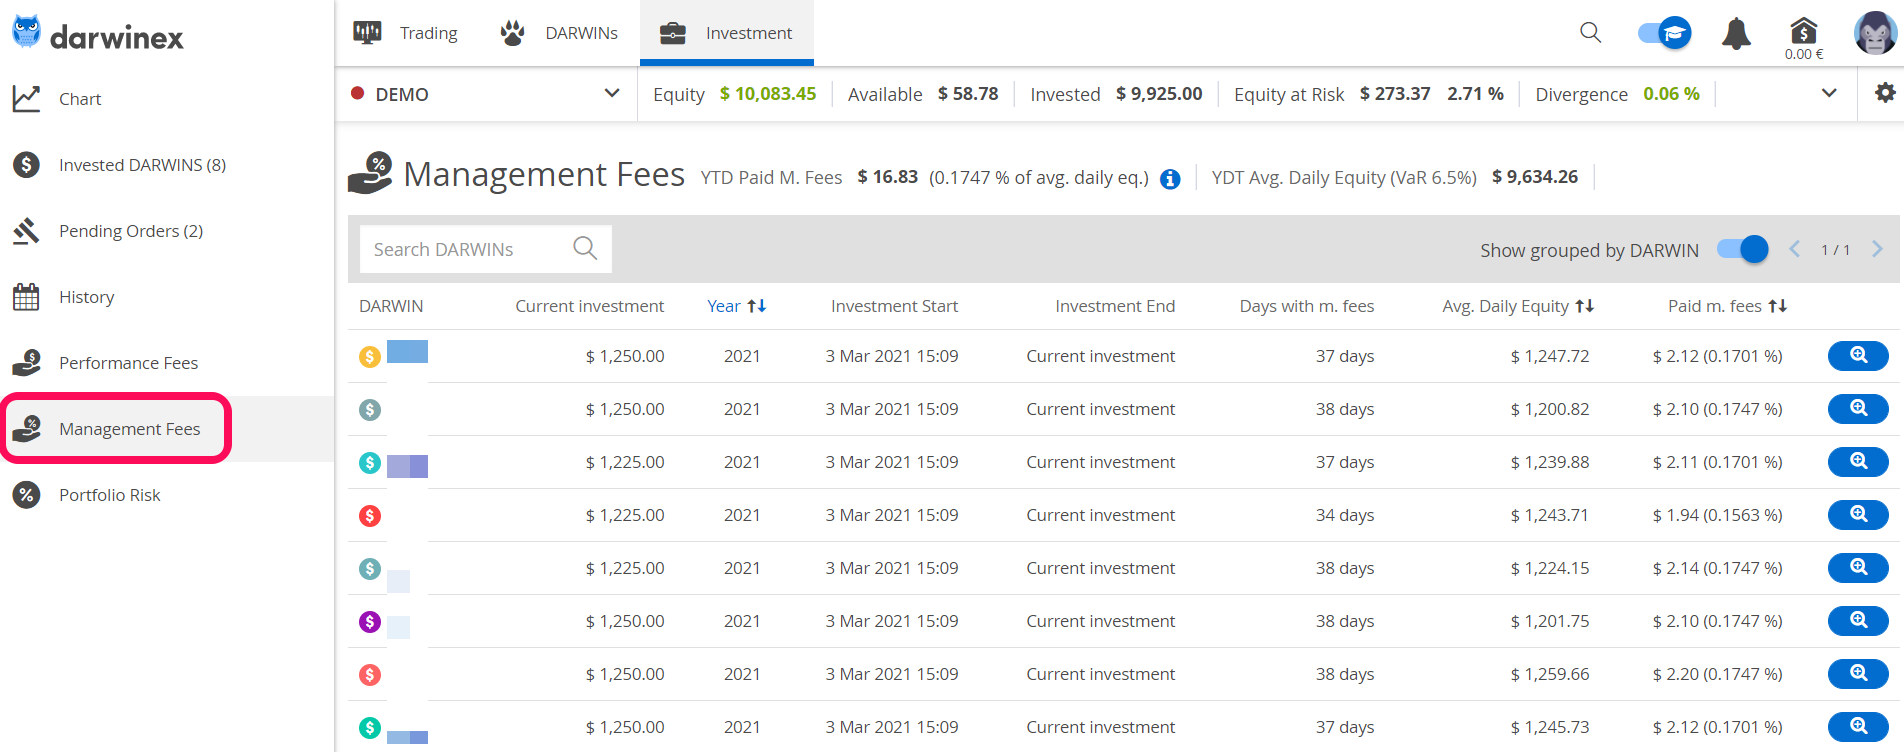 darwinex
Trading
DARWINs
Investment
0.00 €
DEMO
Equity $ 10,083.45
Available $ 58.78
Invested $ 9,925.00
Equity at Risk $ 273.37 2.71 %
Divergence 0.06 %
Chart
Invested DARWINS (8)
Pending Orders (2)
History
Performance Fees
Management Fees
Portfolio Risk
Management Fees YTD Paid M. Fees $ 16.83 (0.1747 % of avg. daily eq.) YDT Avg. Daily Equity (VaR 6.5%) $ 9,634.26
Search DARWINs
Show grouped by DARWIN 1 / 1
DARWIN Current investment Year Investment Start Investment End Days with m. fees Avg. Daily Equity Paid m. fees
$ 1,250.00 2021 3 Mar 2021 15:09 Current investment 37 days $ 1,247.72 $ 2.12 (0.1701 %)
$ 1,250.00 2021 3 Mar 2021 15:09 Current investment 38 days $ 1,200.82 $ 2.10 (0.1747 %)
$ 1,225.00 2021 3 Mar 2021 15:09 Current investment 37 days $ 1,239.88 $ 2.11 (0.1701 %)
$ 1,225.00 2021 3 Mar 2021 15:09 Current investment 34 days $ 1,243.71 $ 1.94 (0.1563 %)
$ 1,225.00 2021 3 Mar 2021 15:09 Current investment 38 days $ 1,224.15 $ 2.14 (0.1747 %)
$ 1,250.00 2021 3 Mar 2021 15:09 Current investment 38 days $ 1,201.75 $ 2.10 (0.1747 %)
$ 1,250.00 2021 3 Mar 2021 15:09 Current investment 38 days $ 1,259.66 $ 2.20 (0.1747 %)
$ 1,250.00 2021 3 Mar 2021 15:09 Current investment 37 days $ 1,245.73 $ 2.12 (0.1701 %)